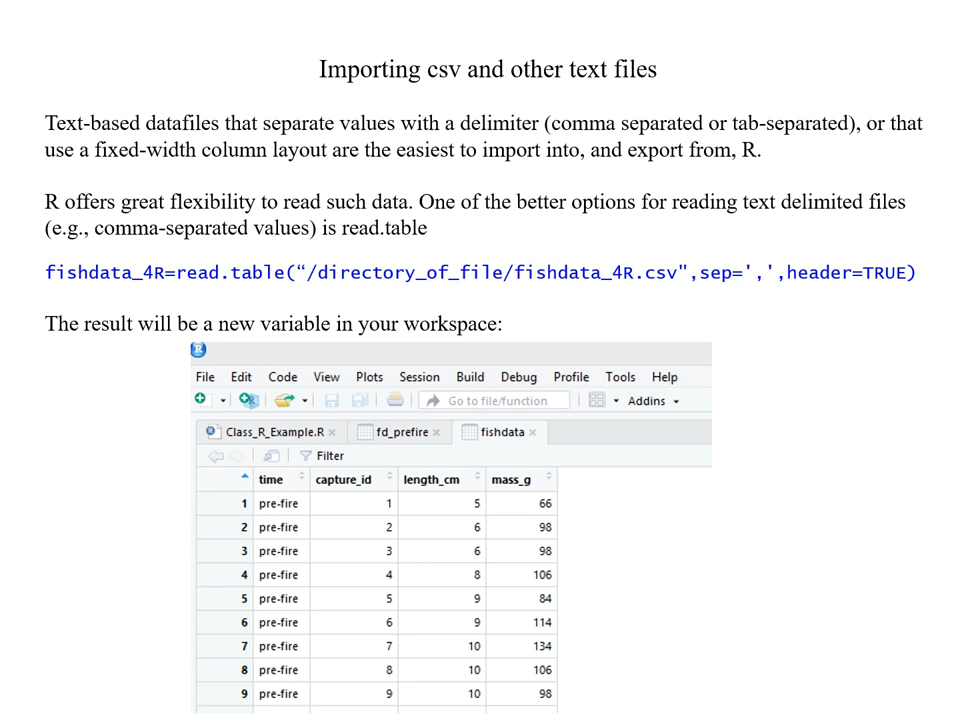 Importing csv and other text files
Text-based datafiles that separate values with a delimiter (comma separated or tab-separated), or that
use a fixed-width column layout are the easiest to import into, and export from, R.
R offers great flexibility to read such data. One of the better options for reading text delimited files
(e.g., comma-separated values) is read.table
fishdata_4R=read.table(“/directory_of_file/fishdata_4R.csv",sep=',',header=TRUE)
The result will be a new variable in your workspace:
R
File Edit Code View Plots Session Build Debug Profile Tools Help
Go to file/function Addins
Class_R_Example.R fd_prefire fishdata
Filter
time capture_id length_cm mass_g
1 pre-fire 1 5 66
2 pre-fire 2 6 98
3 pre-fire 3 6 98
4 pre-fire 4 8 106
5 pre-fire 5 9 84
6 pre-fire 6 9 114
7 pre-fire 7 10 134
8 pre-fire 8 10 106
9 pre-fire 9 10 98